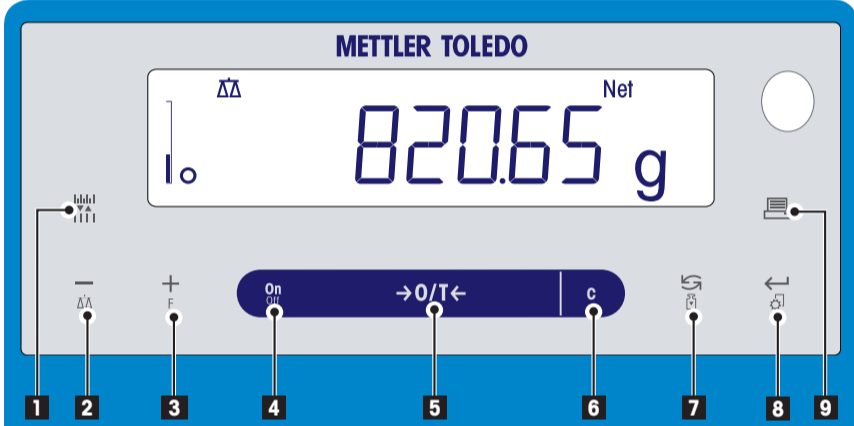 METTLER TOLEDO
Net
820.65 g
F
On
Off
→0/T←
C
1 2 3 4 5 6 7 8 9